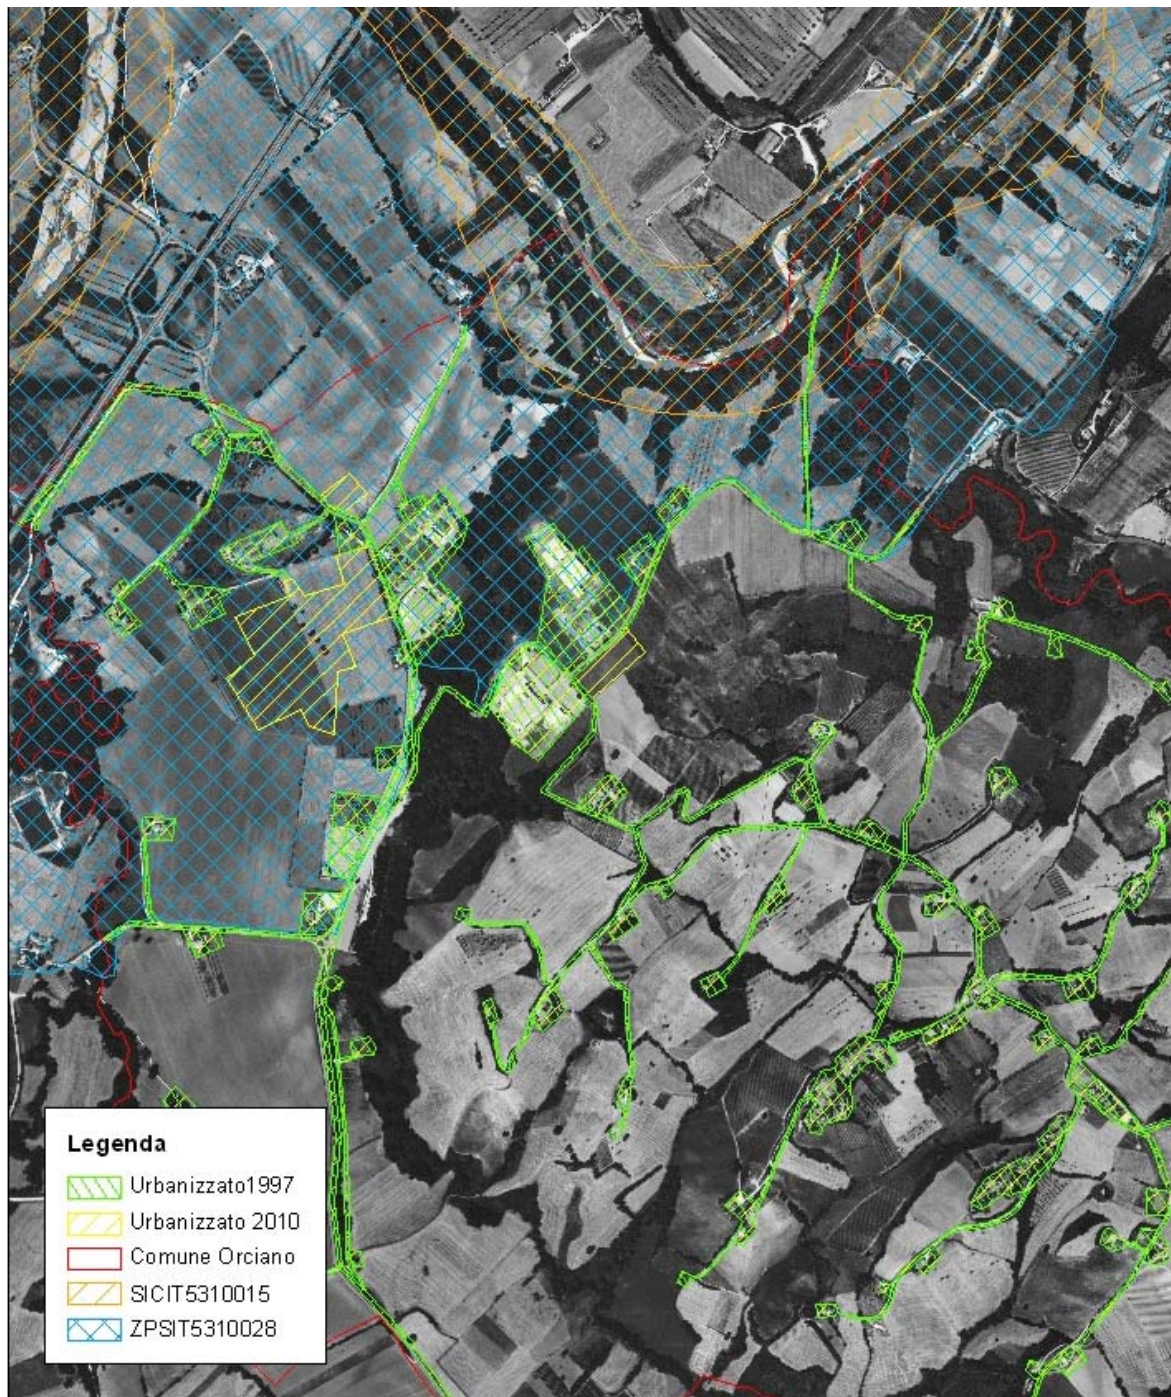 Legenda
Urbanizzato1997
Urbanizzato 2010
Comune Orciano
SICIT5310015
ZPSIT5310028